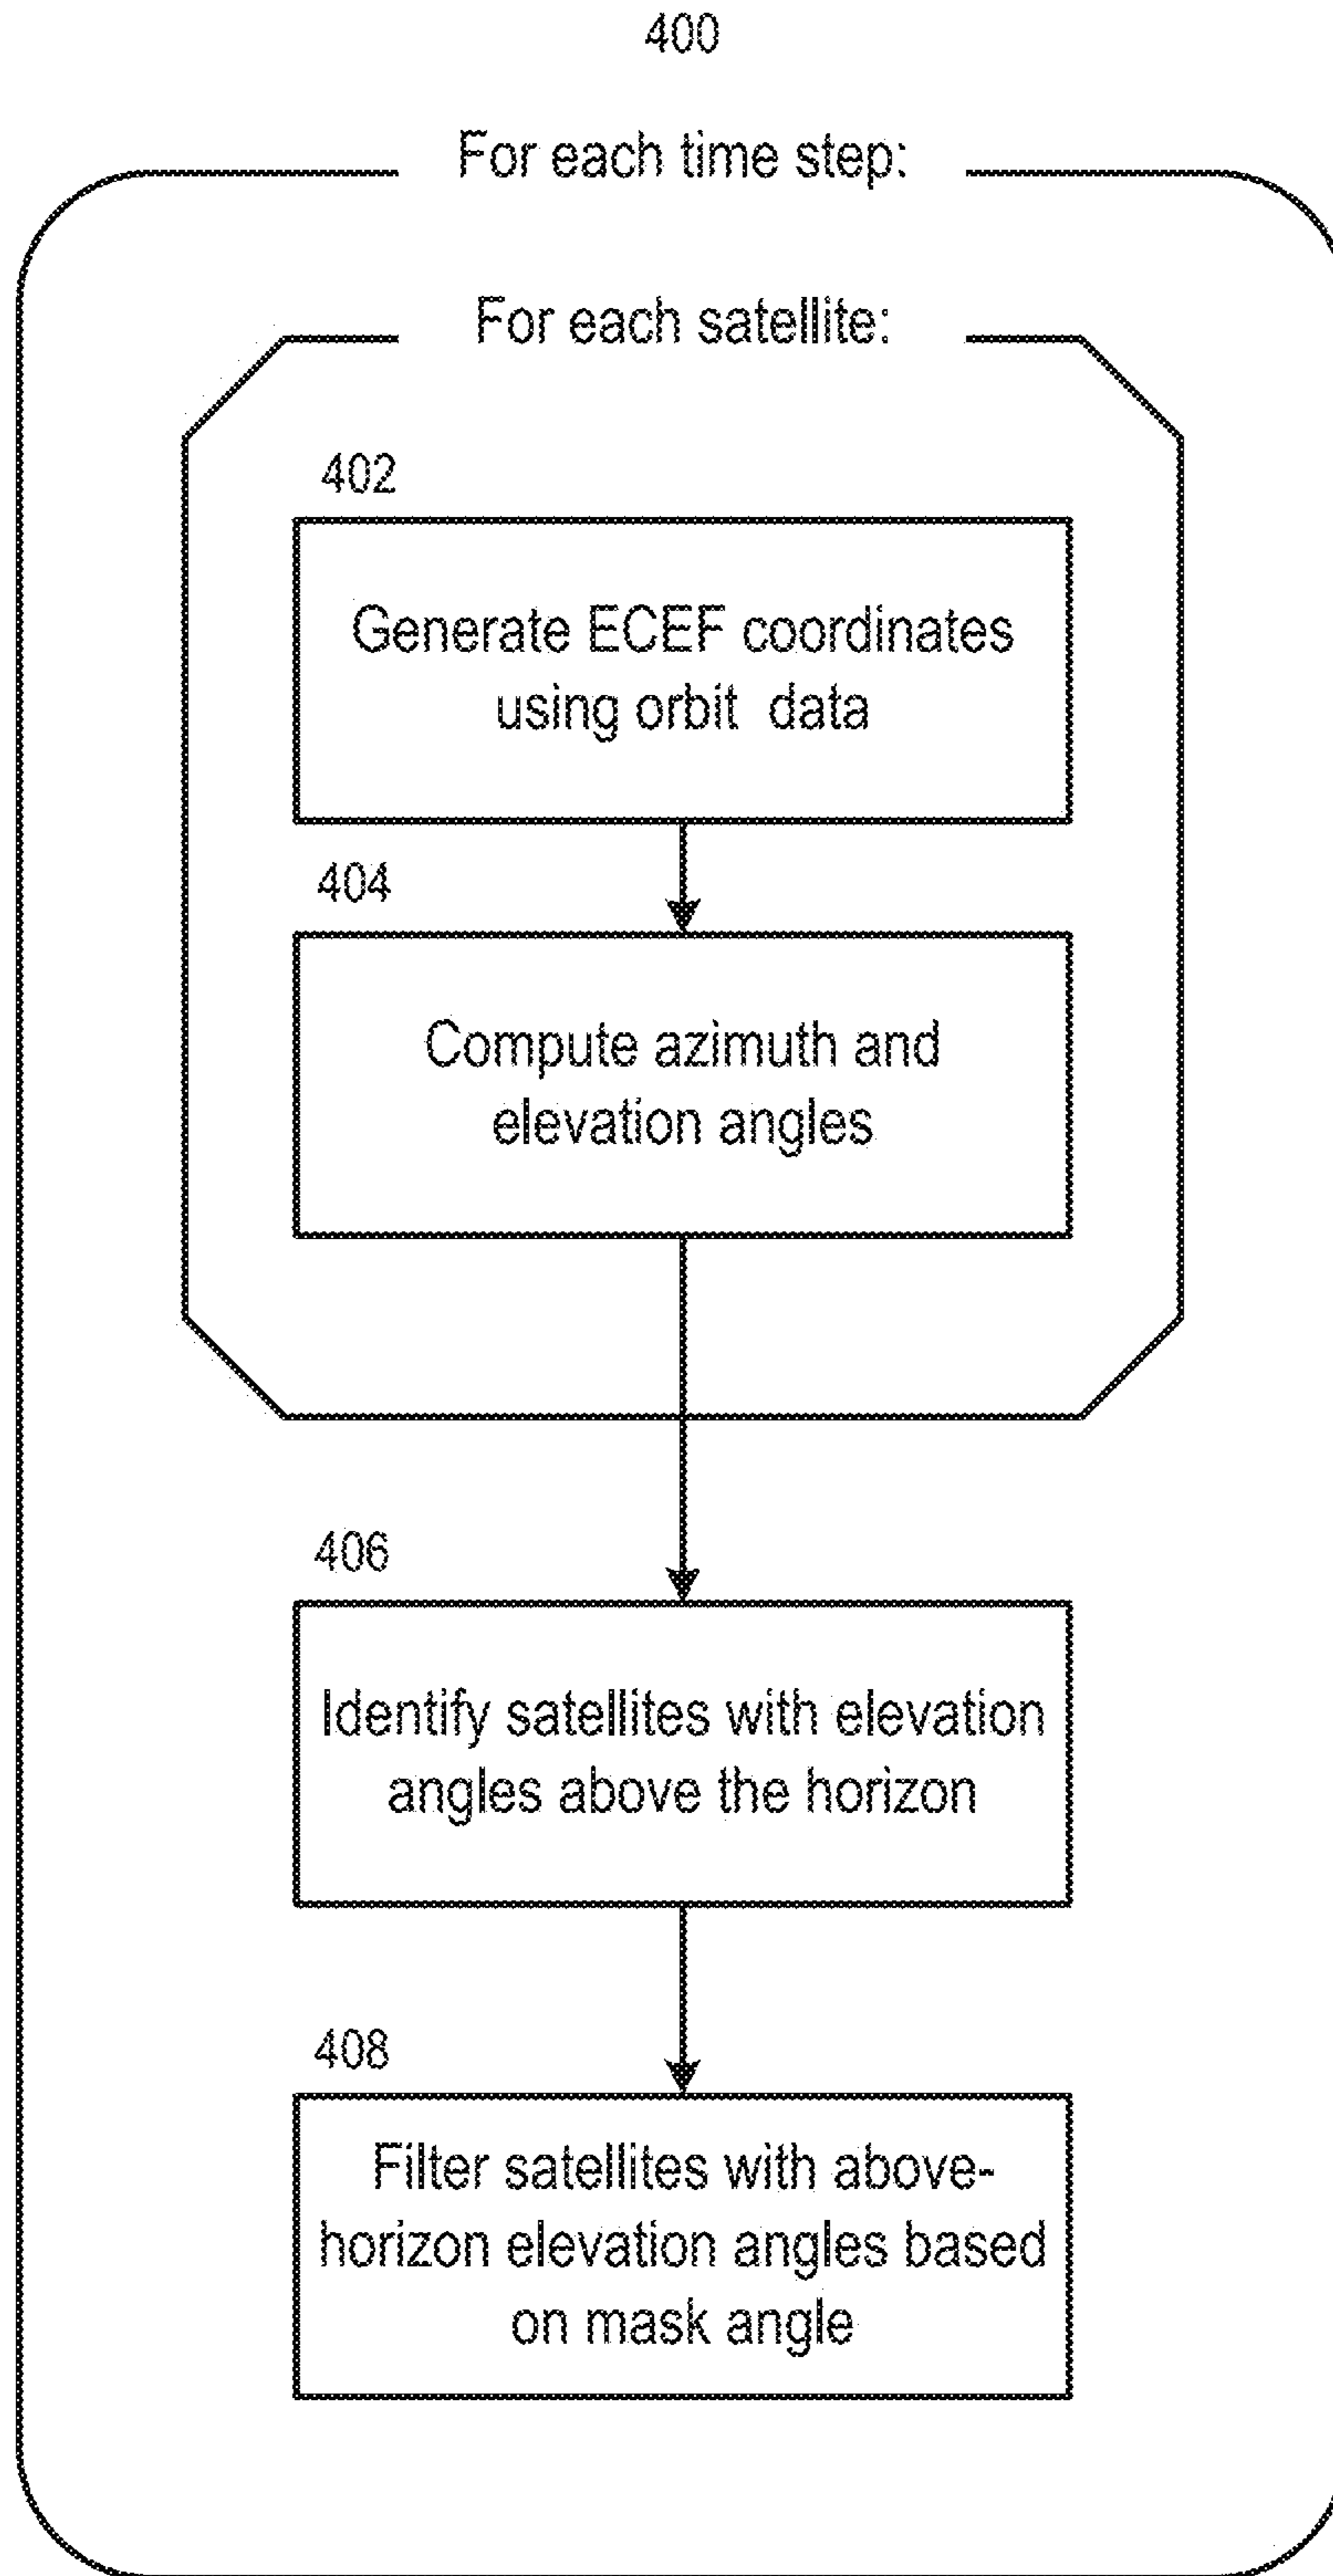 400
For each time step:
For each satellite:
402
Generate ECEF coordinates
using orbit data
404
Compute azimuth and
elevation angles
406
Identify satellites with elevation
angles above the horizon
408
Filter satellites with above-
horizon elevation angles based
on mask angle